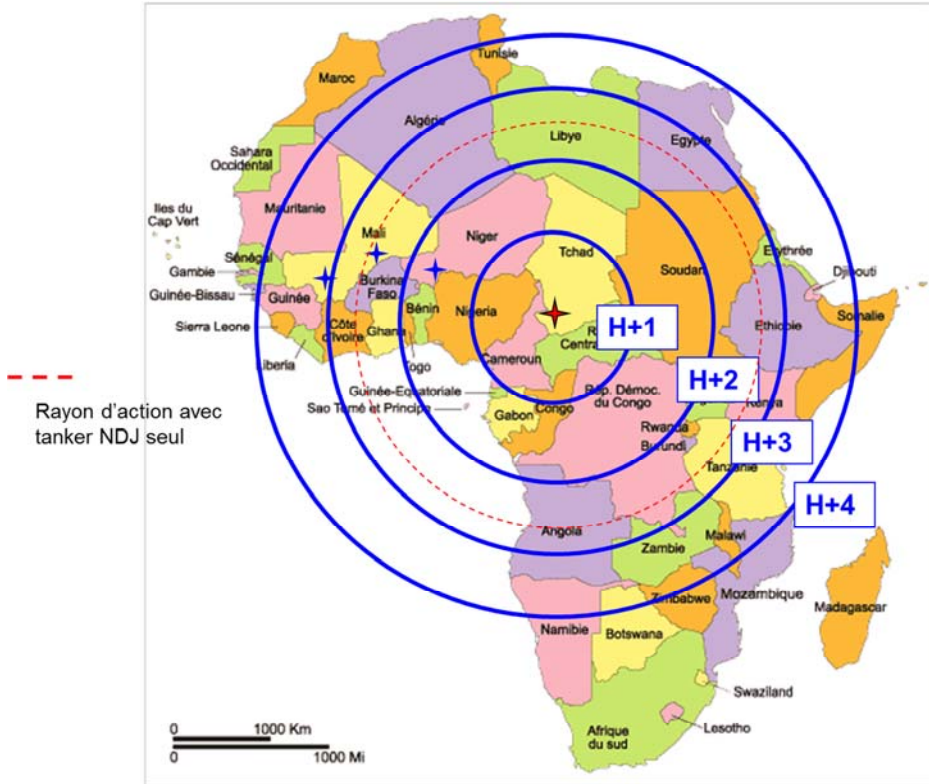 Tunisie
Maroc
Algérie
Libye
Egypte
Sahara
Occidental
Mauritanie
Iles du
Cap Vert
Mali
Niger
Tchad
Soudan
Erythrée
Sénégal
Djibouti
Gambie
Burkina
Faso
Guinée-Bissau
Guinée
Bénin
Nigeria
H+1
Somalie
Sierra Leone
Côte
d'Ivoire
Ghana
Ethiopie
Centra
Cameroun
Liberia
Togo
H+2
Guinée-Equatoriale
Rép. Démoc.
du Congo
Kenya
Sao Tomé et Principe
Gabon
Congo
Rwanda
Burundi
H+3
Tanzanie
Rayon d'action avec
tanker NDJ seul
H+4
Angola
Malawi
Zambie
Mozambique
Zimbabwe
Madagascar
Namibie
Botswana
Swaziland
Lesotho
Afrique
du sud
0 1000 Km
0 1000 Mi